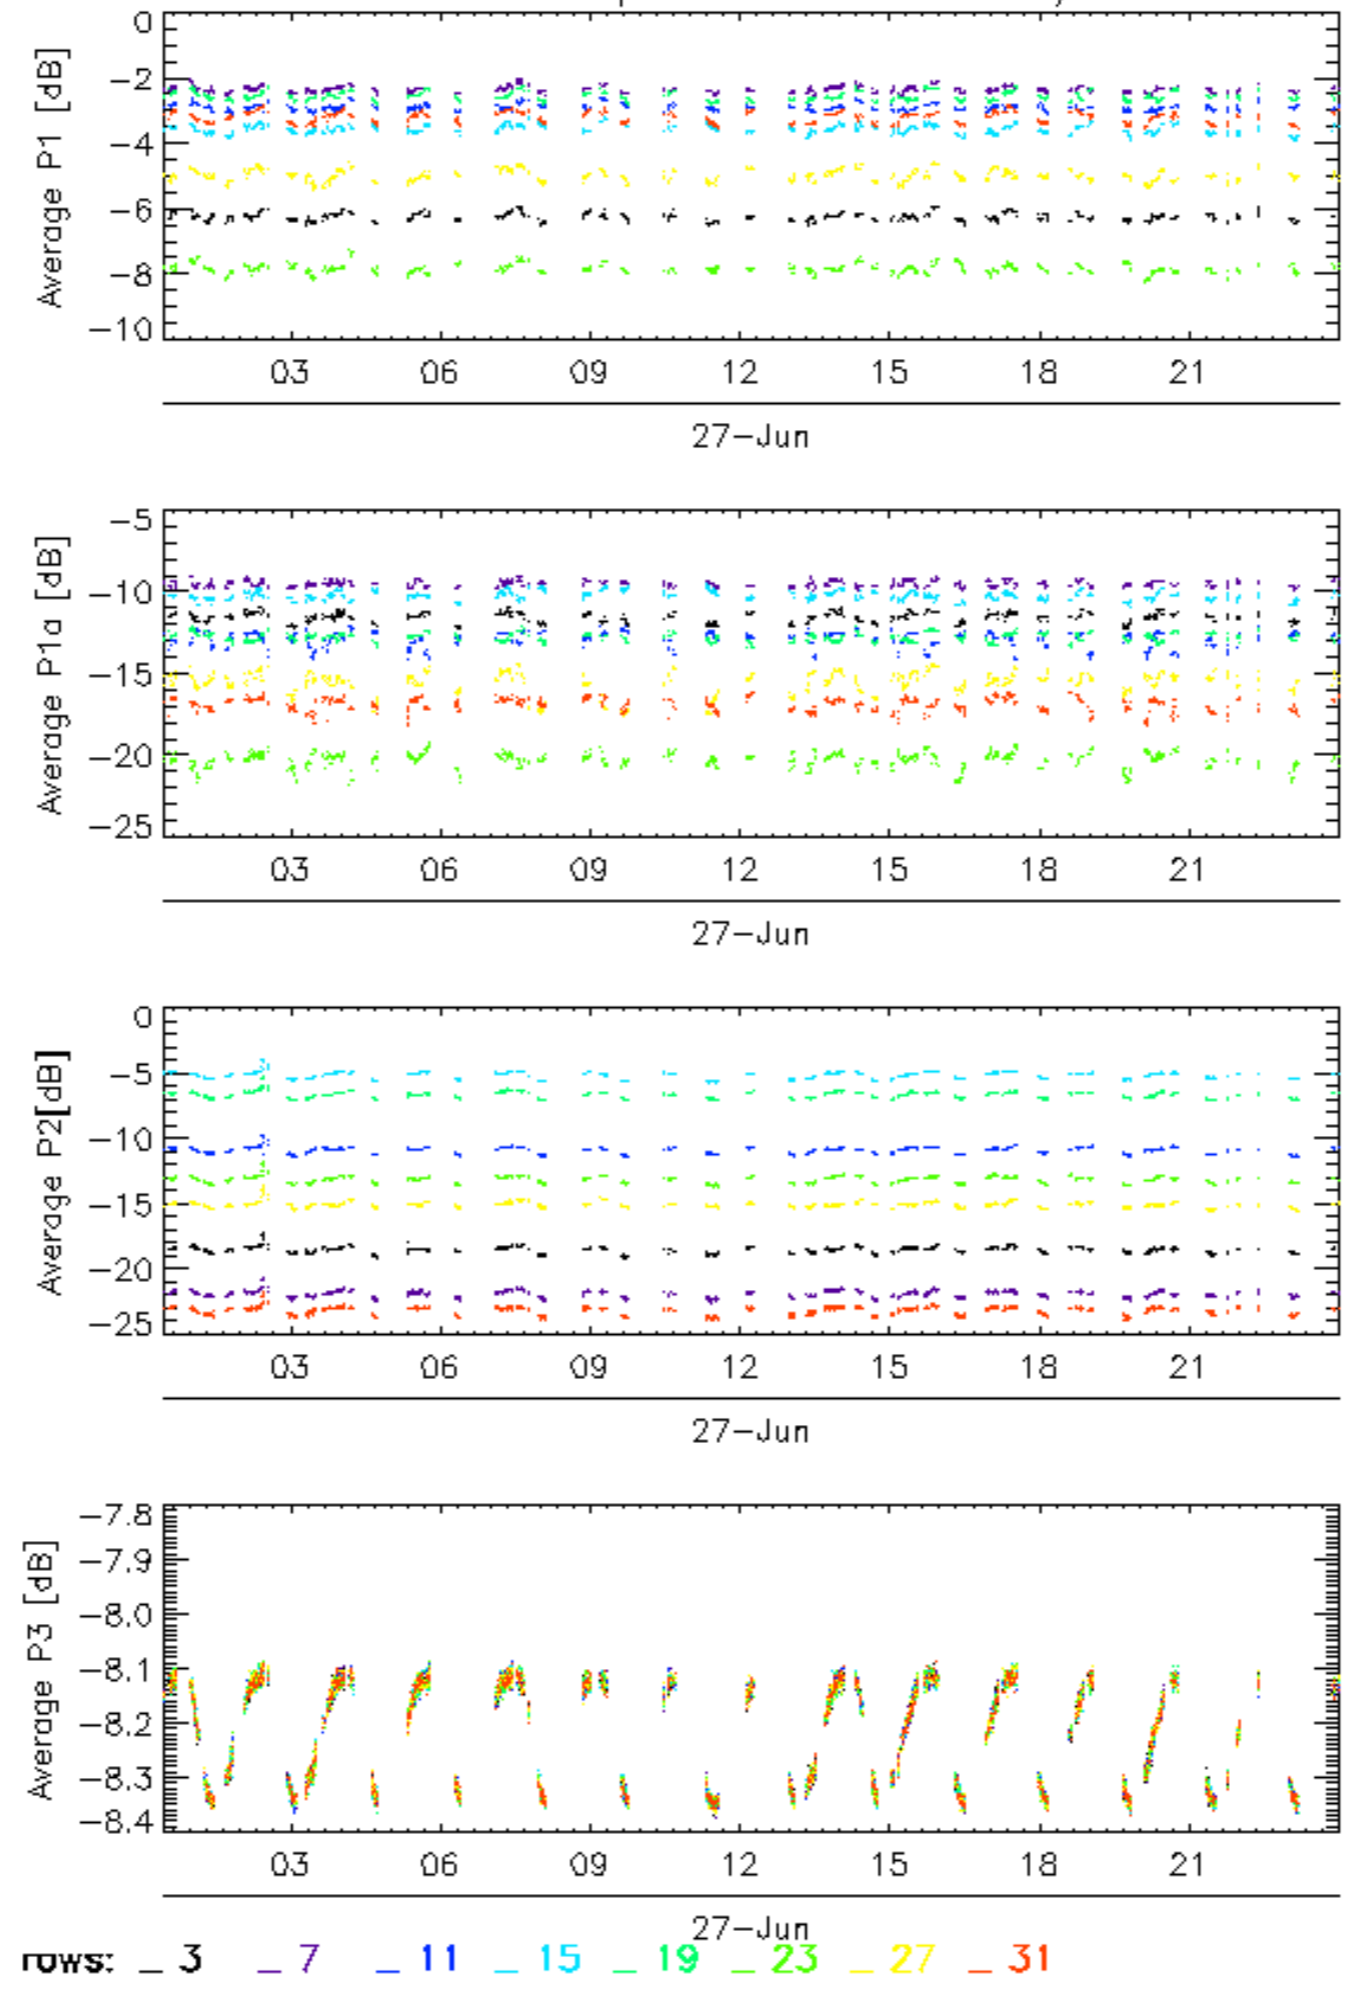 0
−2
−4
−6
−8
−10
Average P1 [dB]
03 06 09 12 15 18 21
27−Jun
−5
−10
−15
−20
−25
Average P1a [dB]
03 06 09 12 15 18 21
27−Jun
0
−5
−10
−15
−20
−25
Average P2[dB]
03 06 09 12 15 18 21
27−Jun
−7.8
−7.9
−8.0
−8.1
−8.2
−8.3
−8.4
Average P3 [dB]
03 06 09 12 15 18 21
27−Jun
rows: _ 3 _ 7 _ 11 _ 15 _ 19 _ 23 _ 27 _ 31